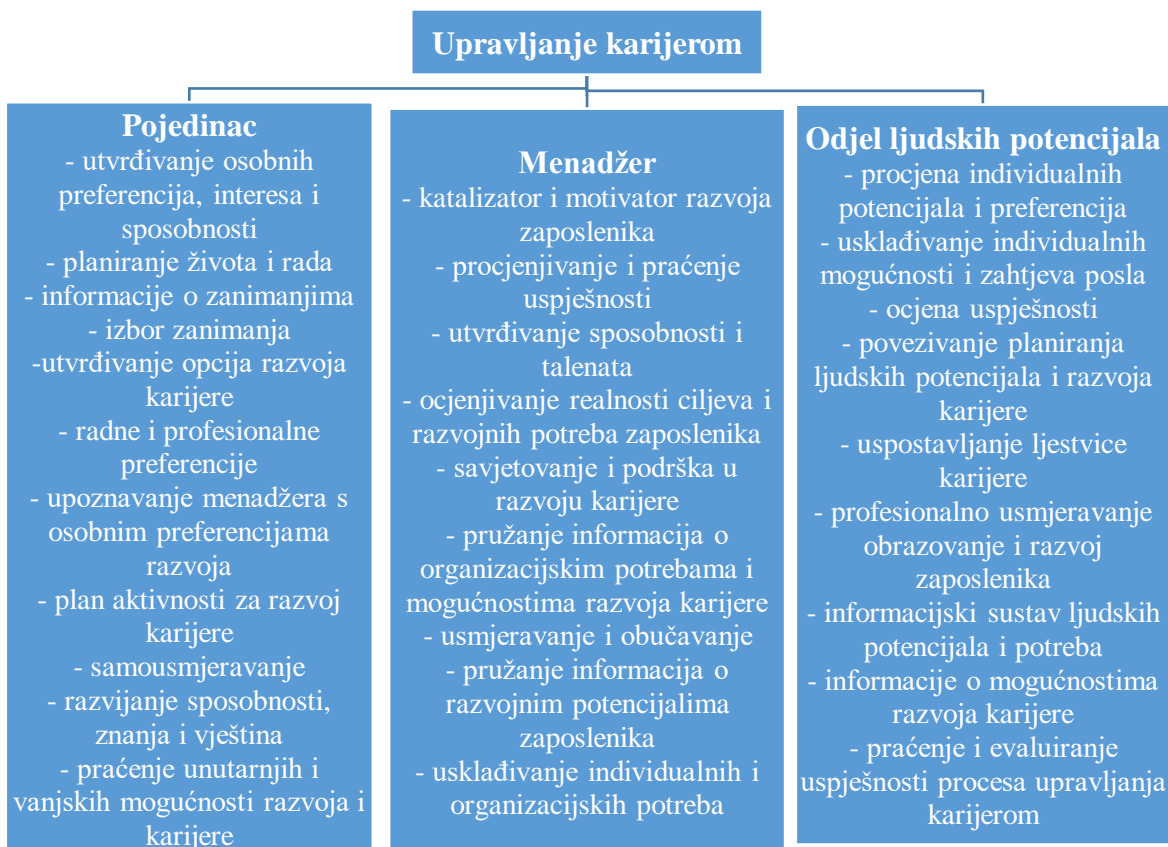 Upravljanje karijerom
Pojedinac
- utvrđivanje osobnih
preferencija, interesa i
sposobnosti
- planiranje života i rada
- informacije o zanimanjima
- izbor zanimanja
-utvrđivanje opcija razvoja
karijere
- radne i profesionalne
preferencije
- upoznavanje menadžera s
osobnim preferencijama
razvoja
- plan aktivnosti za razvoj
karijere
- samousmjeravanje
- razvijanje sposobnosti,
znanja i vještina
- praćenje unutarnjih i
vanjskih mogućnosti razvoja i
karijere
Menadžer
- katalizator i motivator razvoja
zaposlenika
- procjenjivanje i praćenje
uspješnosti
- utvrđivanje sposobnosti i
talenata
- ocjenjivanje realnosti ciljeva i
razvojnih potreba zaposlenika
- savjetovanje i podrška u
razvoju karijere
- pružanje informacija o
organizacijskim potrebama i
mogućnostima razvoja karijere
- usmjeravanje i obučavanje
- pružanje informacija o
razvojnim potencijalima
zaposlenika
- usklađivanje individualnih i
organizacijskih potreba
Odjel ljudskih potencijala
- procjena individualnih
potencijala i preferencija
- usklađivanje individualnih
mogućnosti i zahtjeva posla
- ocjena uspješnosti
- povezivanje planiranja
ljudskih potencijala i razvoja
karijere
- uspostavljanje ljestvice
karijere
- profesionalno usmjeravanje
obrazovanje i razvoj
zaposlenika
- informacijski sustav ljudskih
potencijala i potreba
- informacije o mogućnostima
razvoja karijere
- praćenje i evaluiranje
uspješnosti procesa upravljanja
karijerom